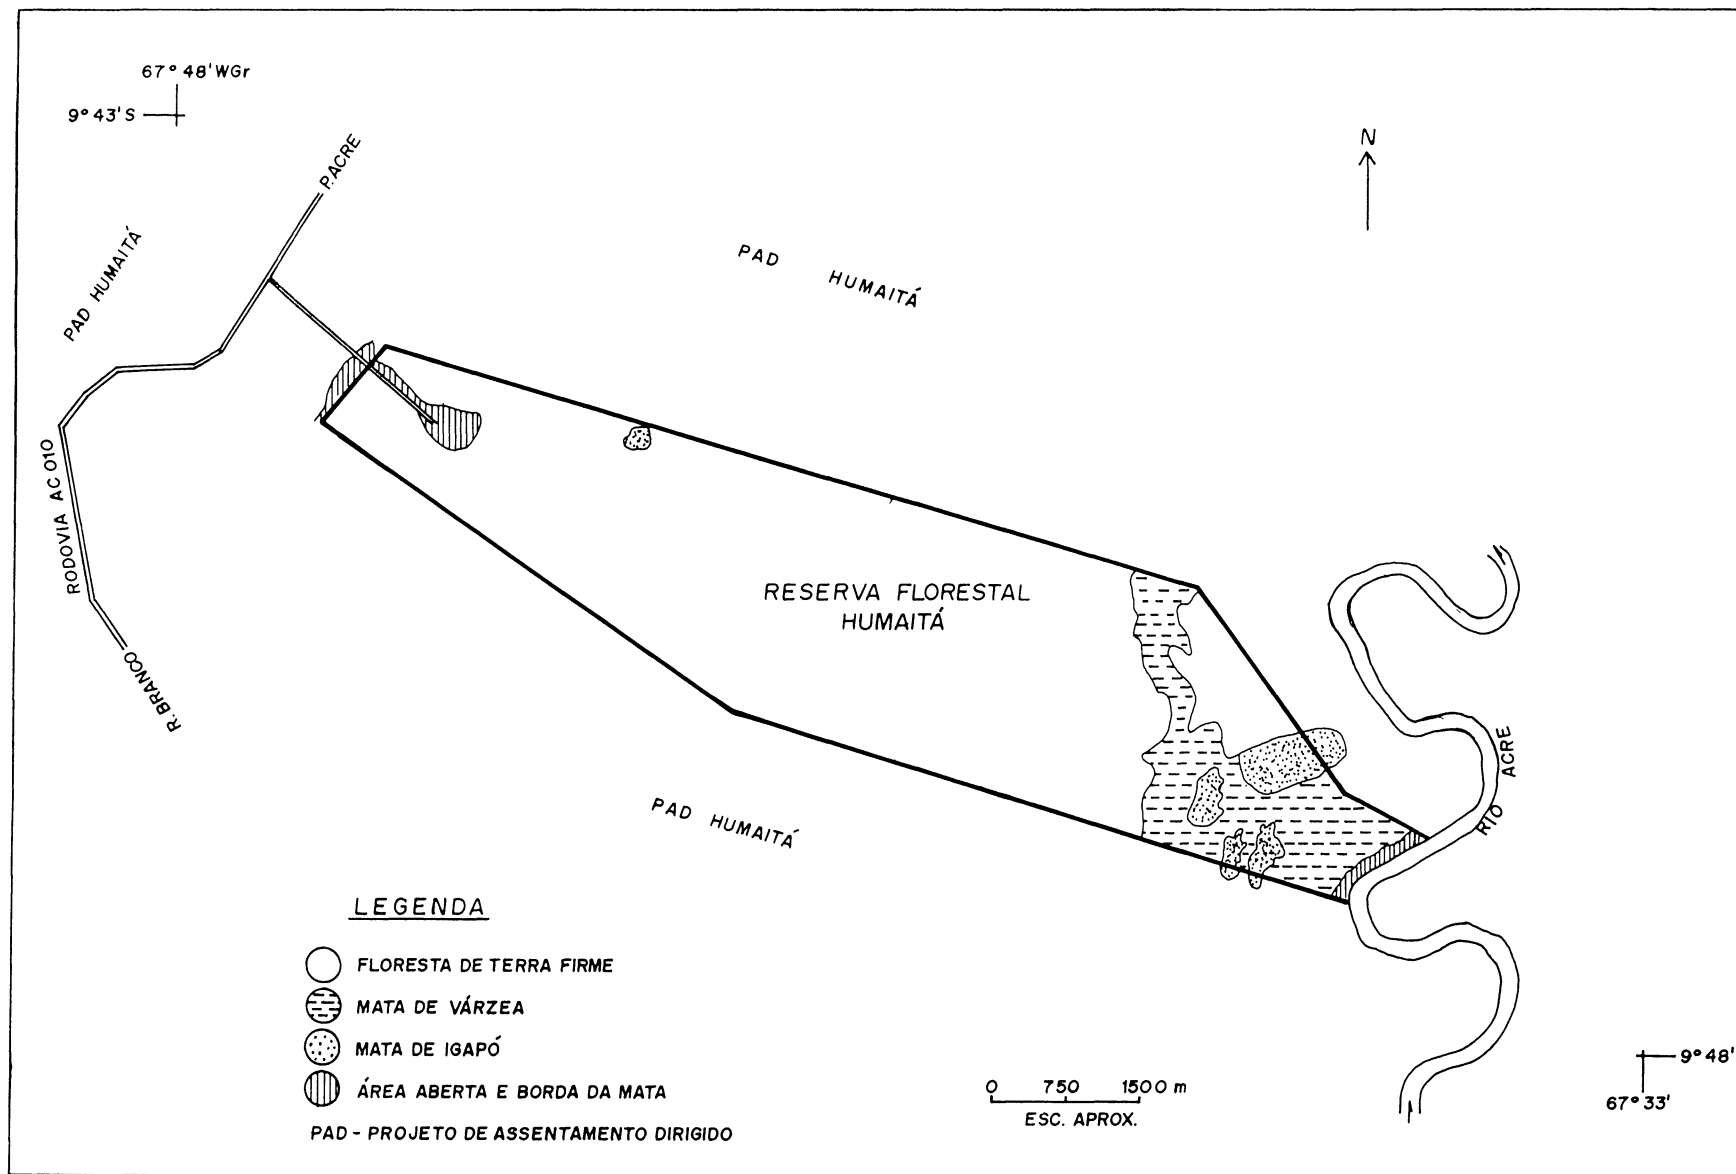 67° 48' WGr
9° 43' S
N
P. ACRE
PAD HUMAITÁ
PAD HUMAITÁ
RODOVIA AC 010
R. BRANCO
RESERVA FLORESTAL
HUMAITÁ
RIO ACRE
PAD HUMAITÁ
LEGENDA
FLORESTA DE TERRA FIRME
MATA DE VÁRZEA
MATA DE IGAPÓ
ÁREA ABERTA E BORDA DA MATA
PAD - PROJETO DE ASSENTAMENTO DIRIGIDO
0 750 1500 m
ESC. APROX.
9° 48'
67° 33'